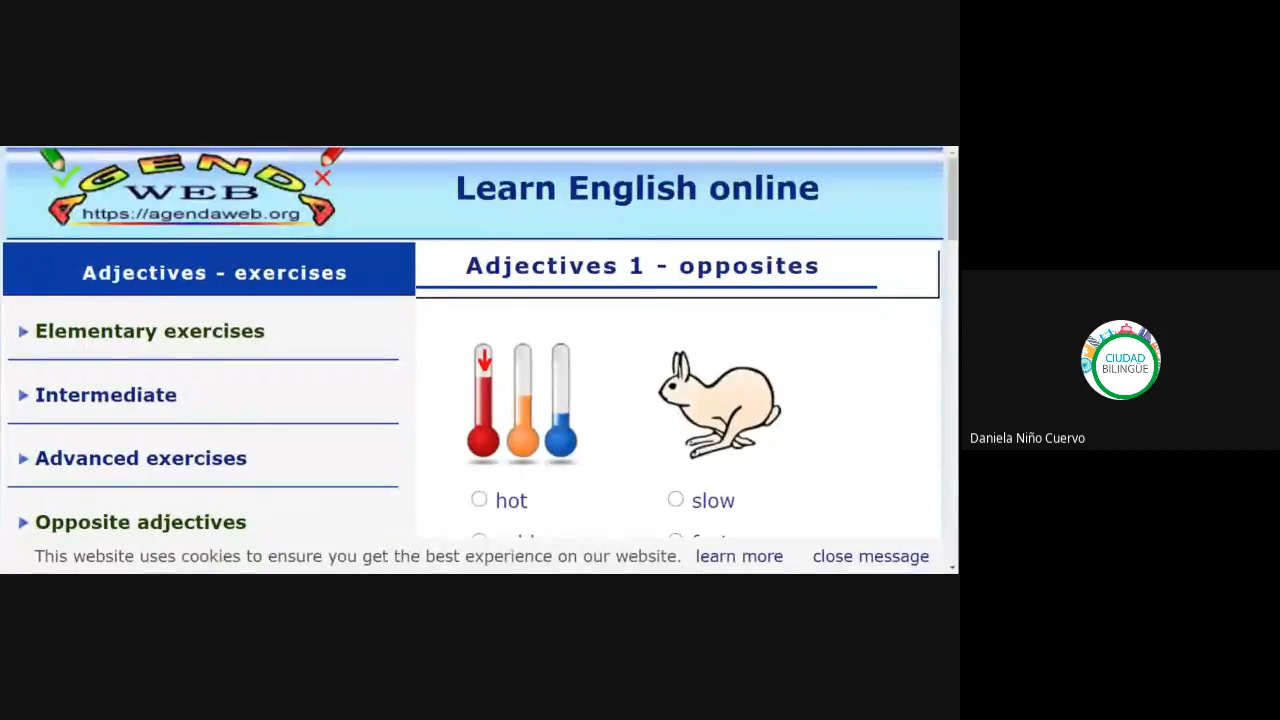 AGENDA
WEB
https://agendaweb.org
Learn English online
Adjectives - exercises
Adjectives 1 - opposites
Elementary exercises
Intermediate
Advanced exercises
Opposite adjectives
hot
slow
This website uses cookies to ensure you get the best experience on our website. learn more close message
CIUDAD
BILINGÜE
Daniela Niño Cuervo